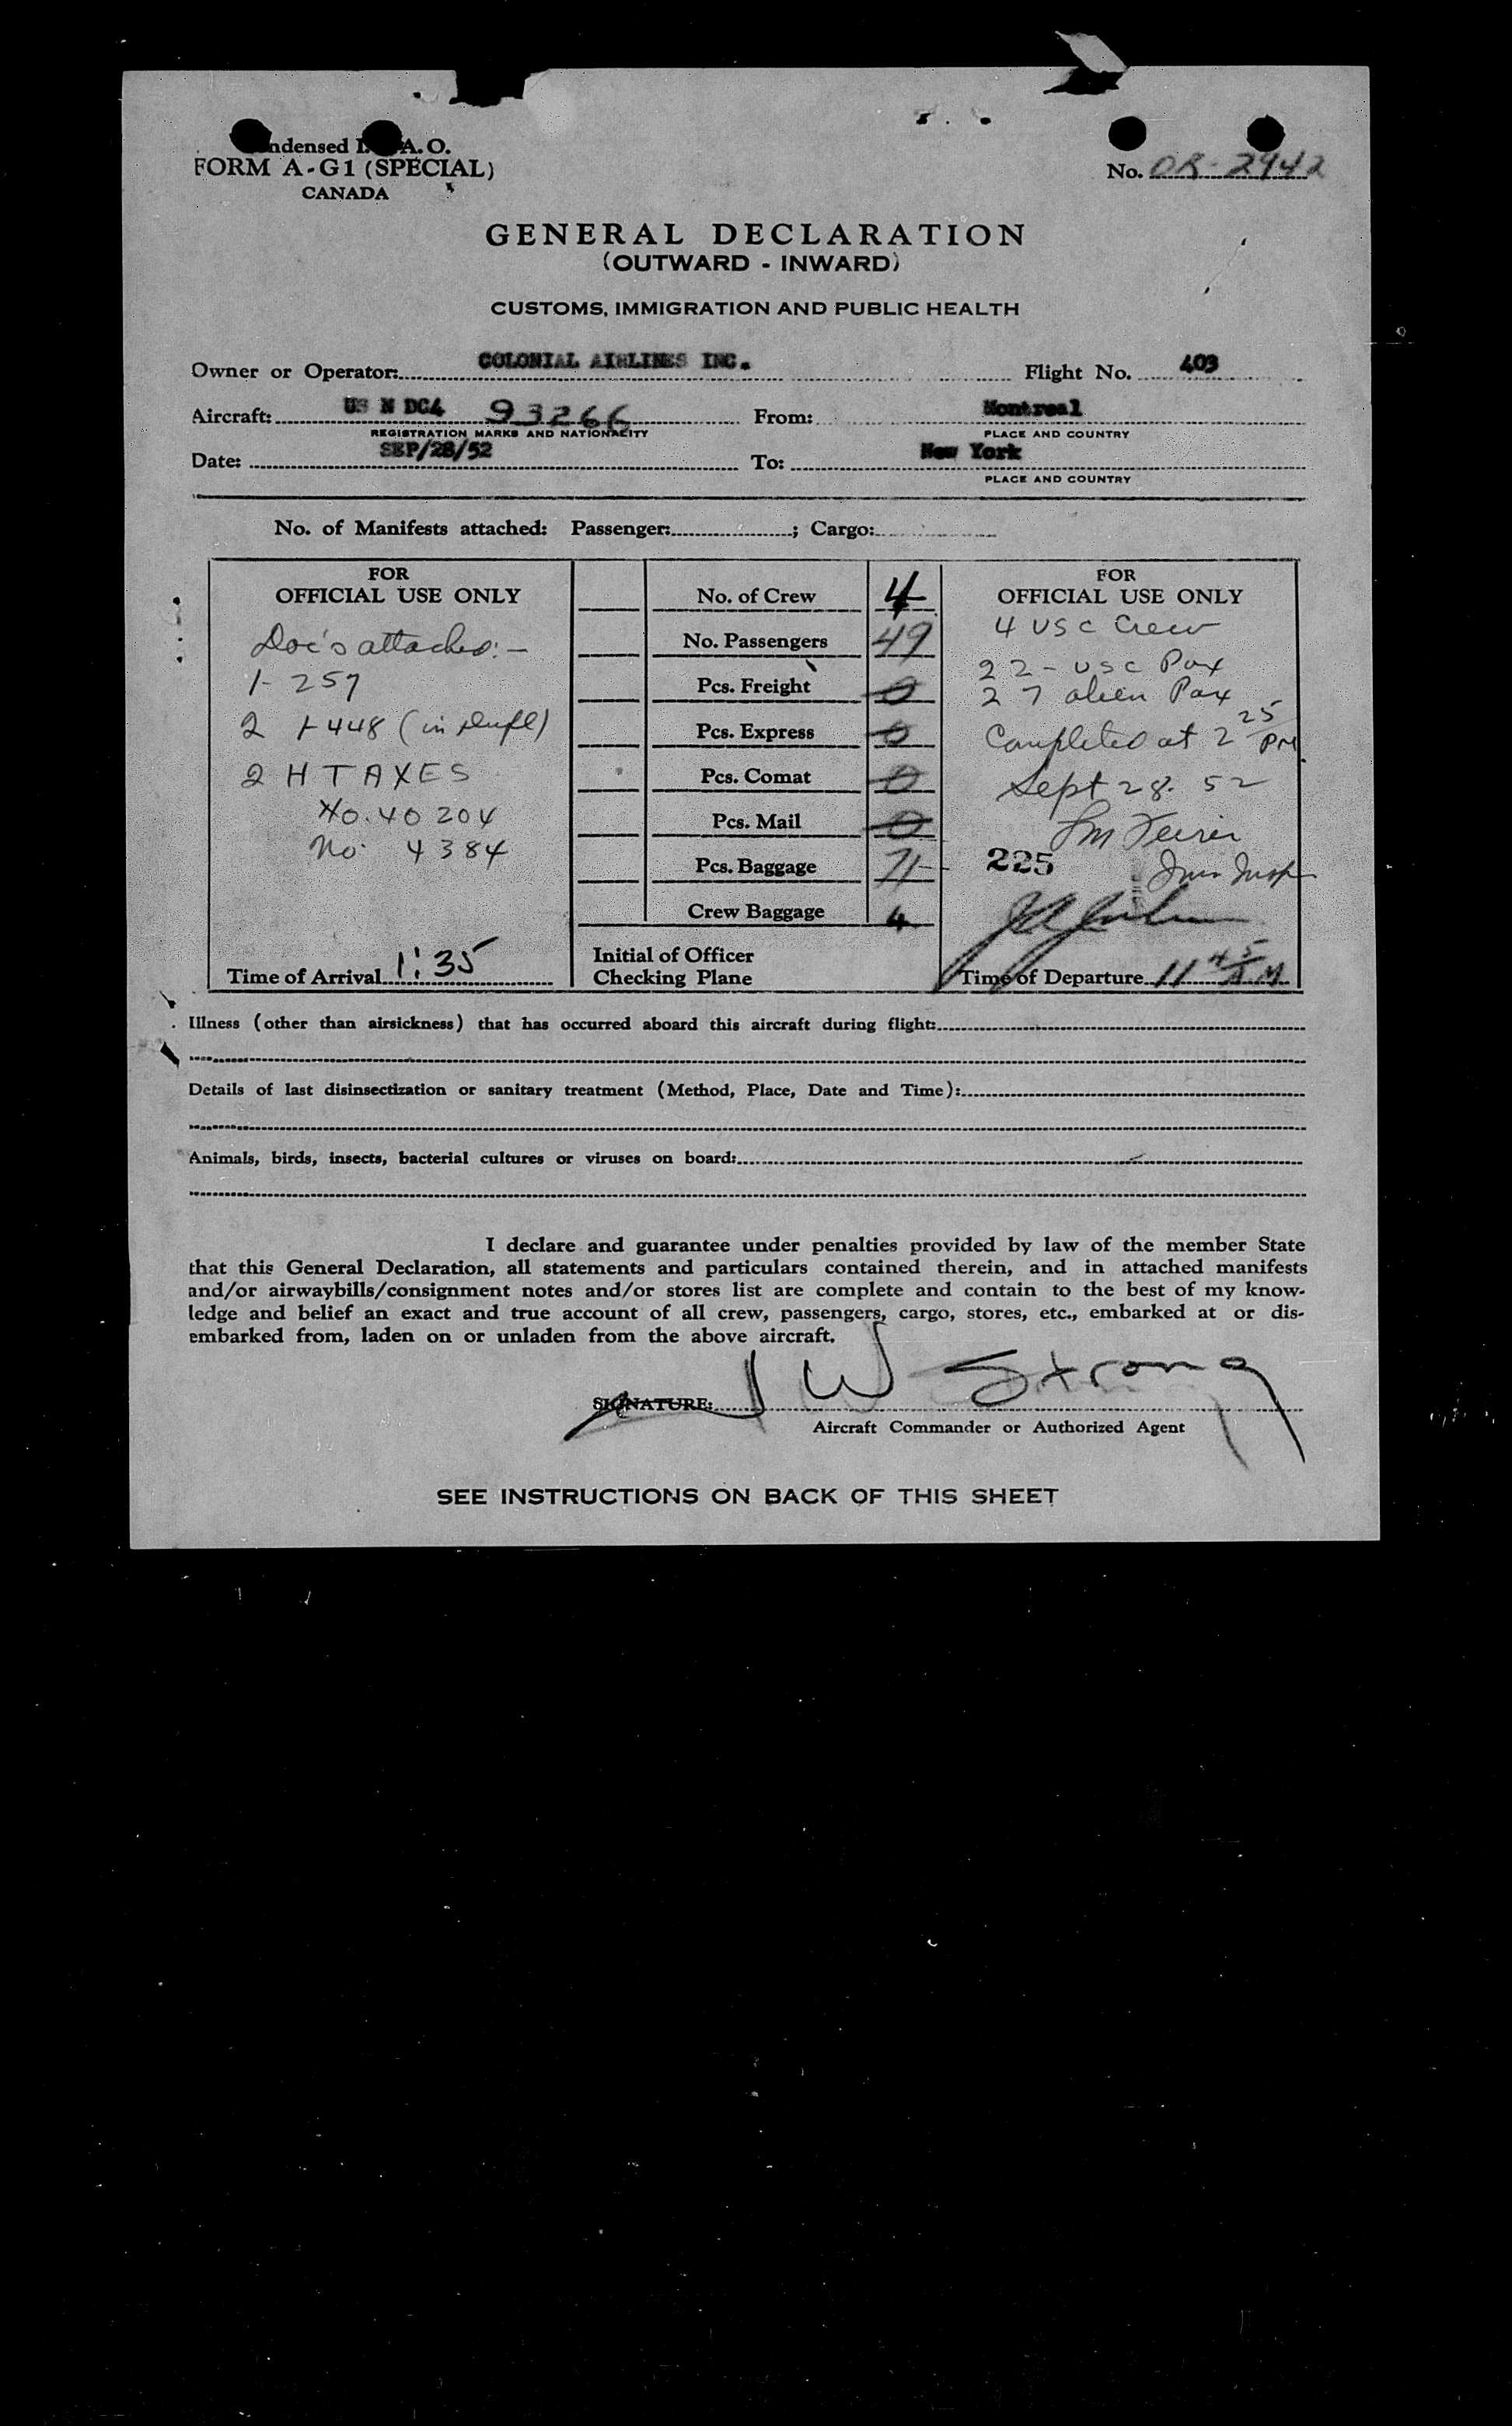 ndensed I. A. O.
FORM A-G1 (SPECIAL)
CANADA
No. OR-2942
GENERAL DECLARATION
(OUTWARD - INWARD)
CUSTOMS, IMMIGRATION AND PUBLIC HEALTH
Owner or Operator: COLONIAL AIRLINES INC. Flight No. 403
Aircraft: US N DC4 93266 From: Montreal
REGISTRATION MARKS AND NATIONALITY PLACE AND COUNTRY
Date: SEP/28/52 To: New York
PLACE AND COUNTRY
No. of Manifests attached: Passenger: ; Cargo:
FOR
OFFICIAL USE ONLY
Doc's attached:-
1-257
2 I-448 (in dupl)
2 H TAXES
No. 40204
No. 4384
Time of Arrival 1:35
No. of Crew 4
No. Passengers 49
Pcs. Freight 0
Pcs. Express 0
Pcs. Comat 0
Pcs. Mail 0
Pcs. Baggage 71
Crew Baggage 4
Initial of Officer
Checking Plane
FOR
OFFICIAL USE ONLY
4 USC Crew
22 - USC Pax
27 alien Pax
Completed at 2 25 PM
Sept 28. 52
225
Imm Insp
Time of Departure 11 45 AM
Illness (other than airsickness) that has occurred aboard this aircraft during flight:
Details of last disinsectization or sanitary treatment (Method, Place, Date and Time):
Animals, birds, insects, bacterial cultures or viruses on board:
I declare and guarantee under penalties provided by law of the member State
that this General Declaration, all statements and particulars contained therein, and in attached manifests
and/or airwaybills/consignment notes and/or stores list are complete and contain to the best of my know-
ledge and belief an exact and true account of all crew, passengers, cargo, stores, etc., embarked at or dis-
embarked from, laden on or unladen from the above aircraft.
SIGNATURE: J W Strong
Aircraft Commander or Authorized Agent
SEE INSTRUCTIONS ON BACK OF THIS SHEET